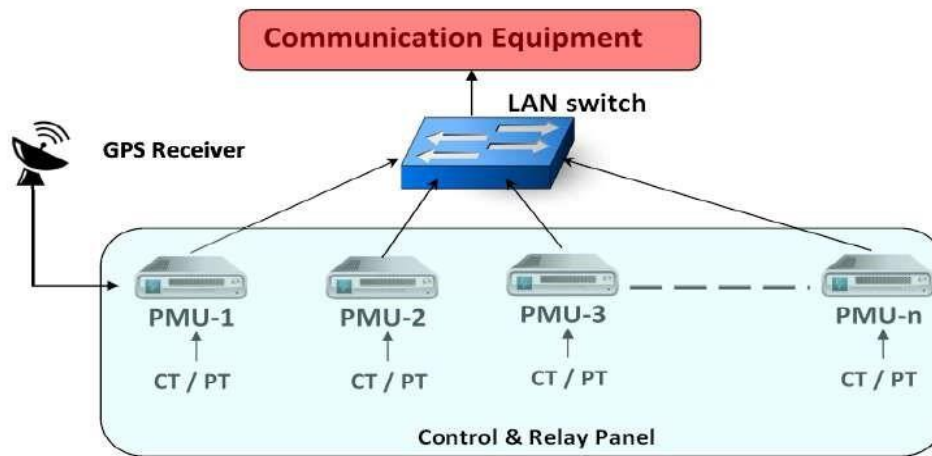 Communication Equipment
LAN switch
GPS Receiver
PMU-1
PMU-2
PMU-3
PMU-n
CT / PT
CT / PT
CT / PT
CT / PT
Control & Relay Panel